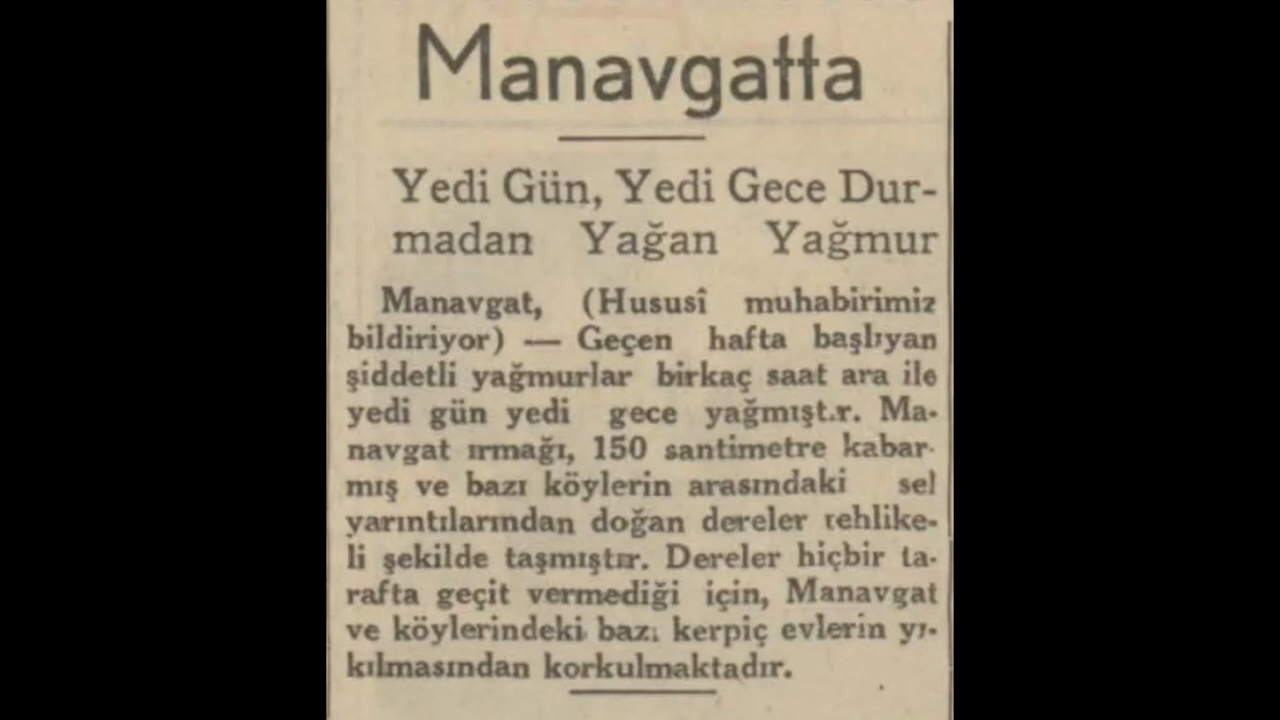 Manavgatta
Yedi Gün, Yedi Gece Dur-
madan Yağan Yağmur
Manavgat, (Hususî muhabirimiz
bildiriyor) — Geçen hafta başlıyan
şiddetli yağmurlar birkaç saat ara ile
yedi gün yedi gece yağmışt.r. Ma-
navgat ırmağı, 150 santimetre kabar-
mış ve bazı köylerin arasındaki sel
yarıntılarından doğan dereler tehlike-
li şekilde taşmıştır. Dereler hiçbir ta-
rafta geçit vermediği için, Manavgat
ve köylerindeki bazı kerpiç evlerin yı-
kılmasından korkulmaktadır.